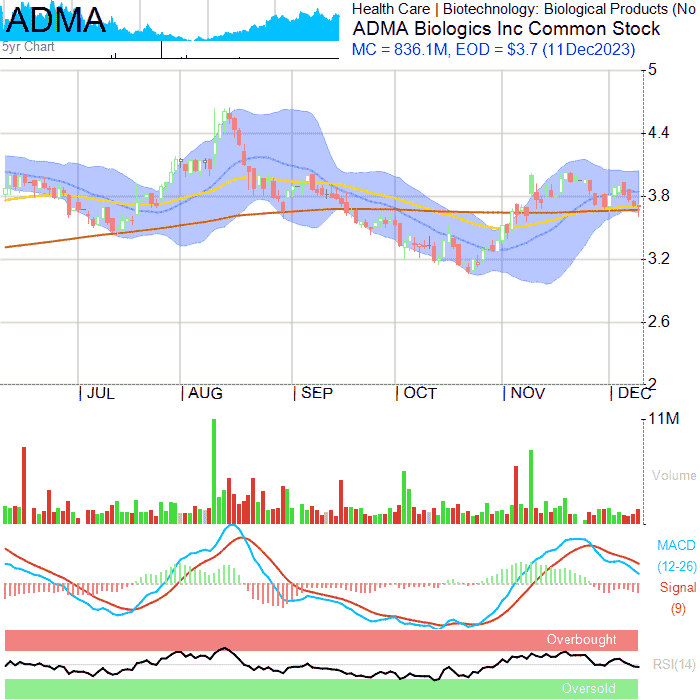 ADMA
5yr Chart
Health Care | Biotechnology: Biological Products (No
ADMA Biologics Inc Common Stock
MC = 836.1M, EOD = $3.7 (11Dec2023)
5
4.4
3.8
3.2
2.6
2
| JUL | AUG | SEP | OCT | NOV | DEC
11M
Volume
MACD
(12-26)
Signal
(9)
Overbought
RSI(14)
Oversold